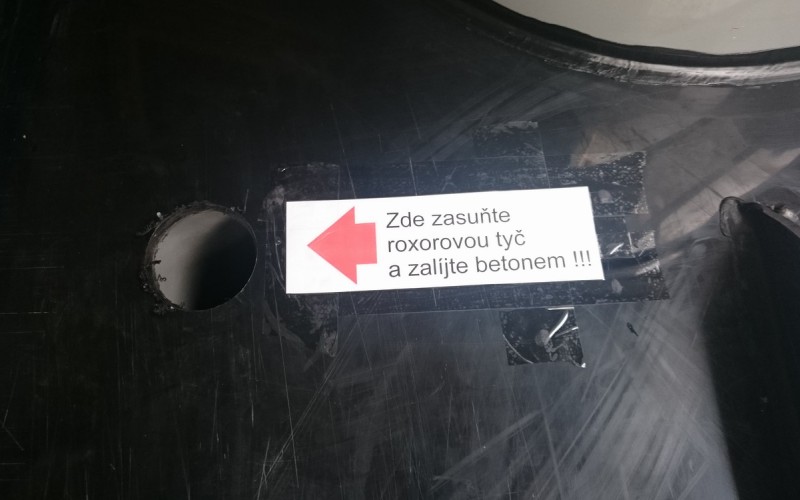 Zde zasuňte
roxorovou tyč
a zalíjte betonem !!!